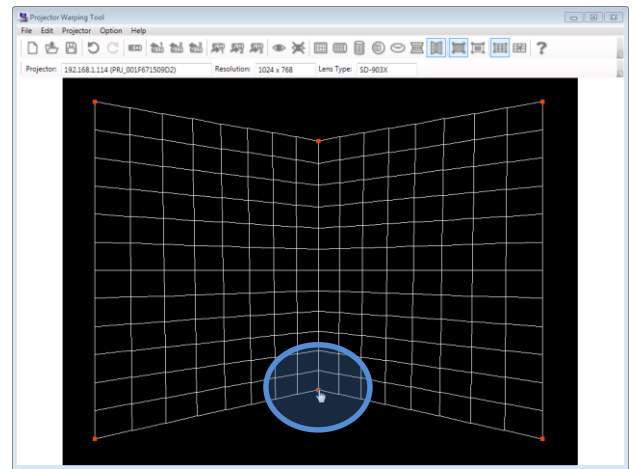 Projector Warping Tool
File Edit Projector Option Help
Projector: 192.168.1.114 (PRJ_001F671509D2) Resolution: 1024 x 768 Lens Type: SD-903X